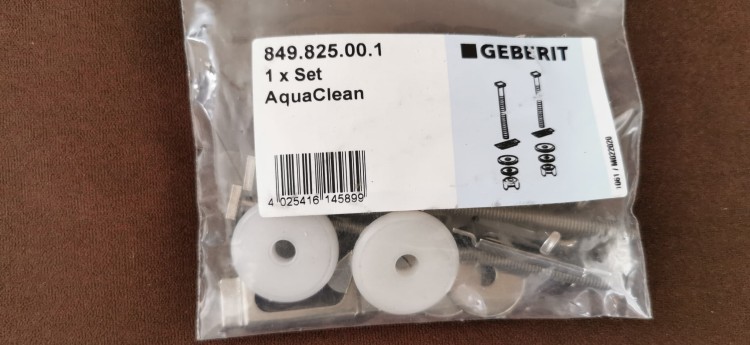 849.825.00.1
1 x Set
AquaClean
GEBERIT
4 025416 145899